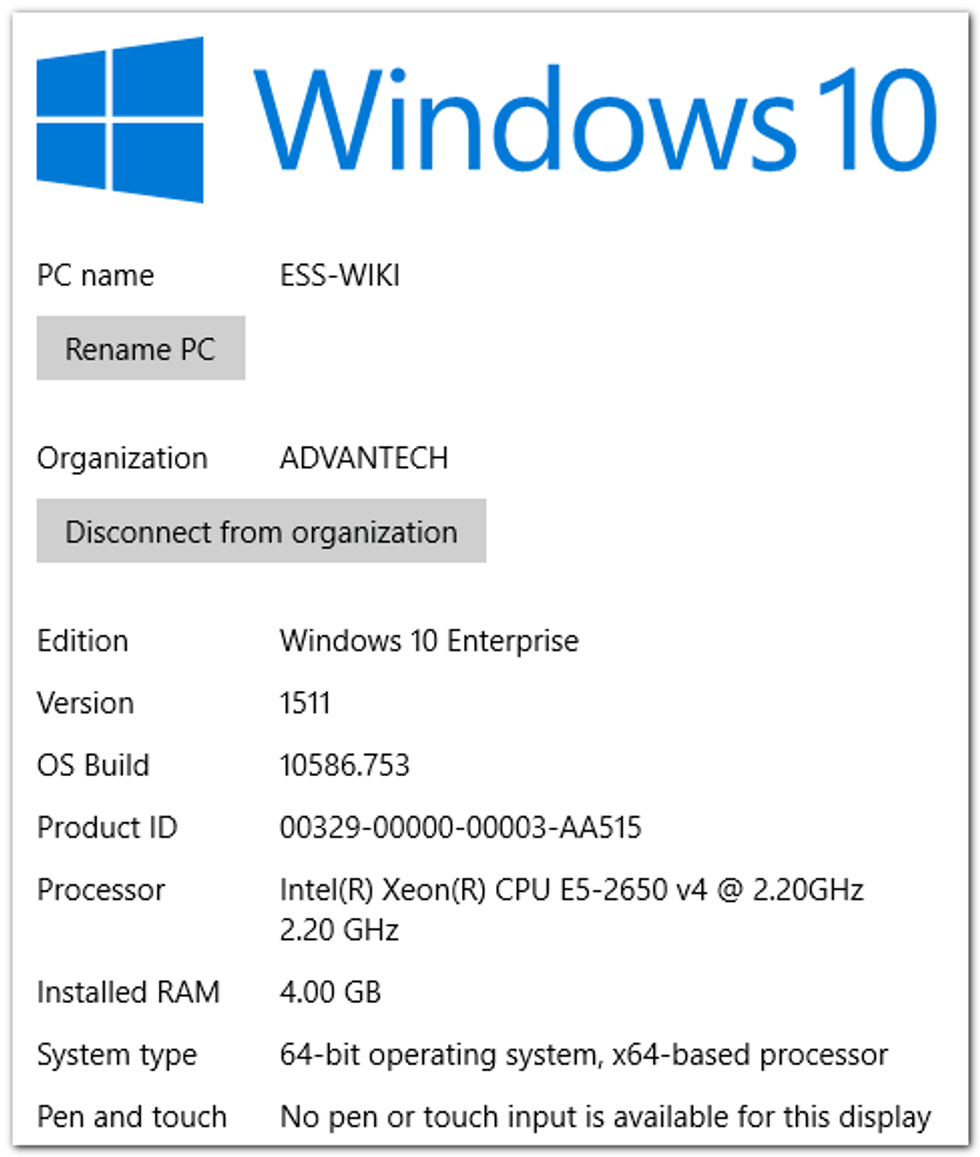 Windows 10
PC name ESS-WIKI
Rename PC
Organization ADVANTECH
Disconnect from organization
Edition Windows 10 Enterprise
Version 1511
OS Build 10586.753
Product ID 00329-00000-00003-AA515
Processor Intel(R) Xeon(R) CPU E5-2650 v4 @ 2.20GHz
2.20 GHz
Installed RAM 4.00 GB
System type 64-bit operating system, x64-based processor
Pen and touch No pen or touch input is available for this display